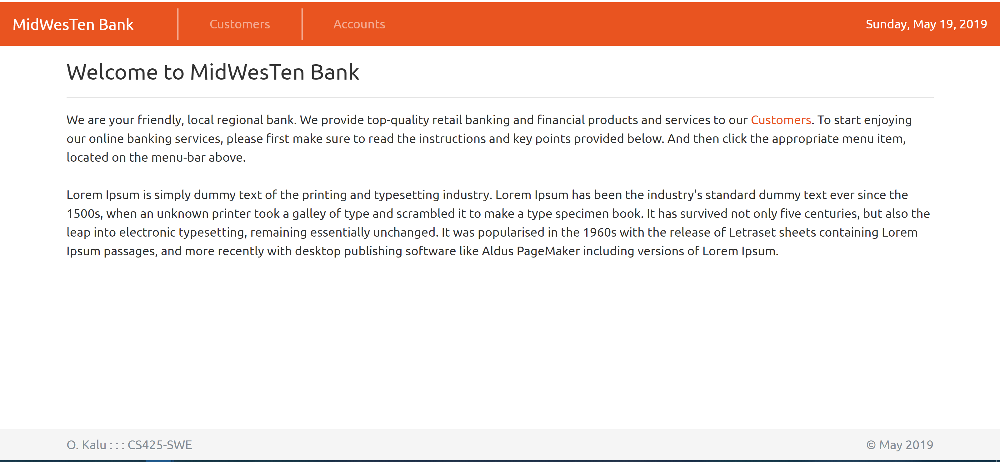 MidWesTen Bank Customers Accounts Sunday, May 19, 2019
Welcome to MidWesTen Bank
We are your friendly, local regional bank. We provide top-quality retail banking and financial products and services to our Customers. To start enjoying
our online banking services, please first make sure to read the instructions and key points provided below. And then click the appropriate menu item,
located on the menu-bar above.
Lorem Ipsum is simply dummy text of the printing and typesetting industry. Lorem Ipsum has been the industry's standard dummy text ever since the
1500s, when an unknown printer took a galley of type and scrambled it to make a type specimen book. It has survived not only five centuries, but also the
leap into electronic typesetting, remaining essentially unchanged. It was popularised in the 1960s with the release of Letraset sheets containing Lorem
Ipsum passages, and more recently with desktop publishing software like Aldus PageMaker including versions of Lorem Ipsum.
O. Kalu : : : CS425-SWE © May 2019